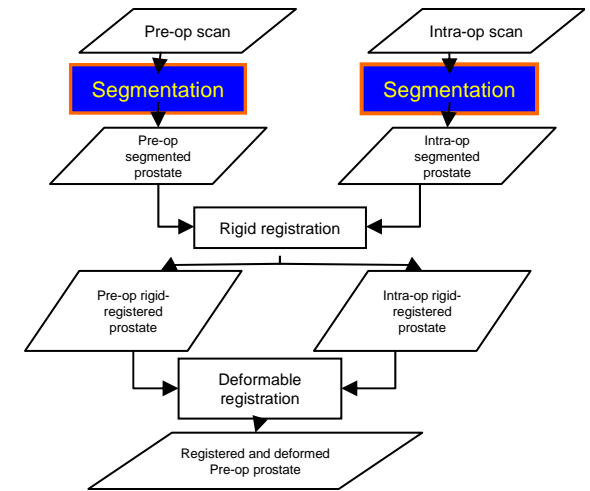 Pre-op scan
Intra-op scan
Segmentation
Segmentation
Pre-op
segmented
prostate
Intra-op
segmented
prostate
Rigid registration
Pre-op rigid-
registered
prostate
Intra-op rigid-
registered
prostate
Deformable
registration
Registered and deformed
Pre-op prostate